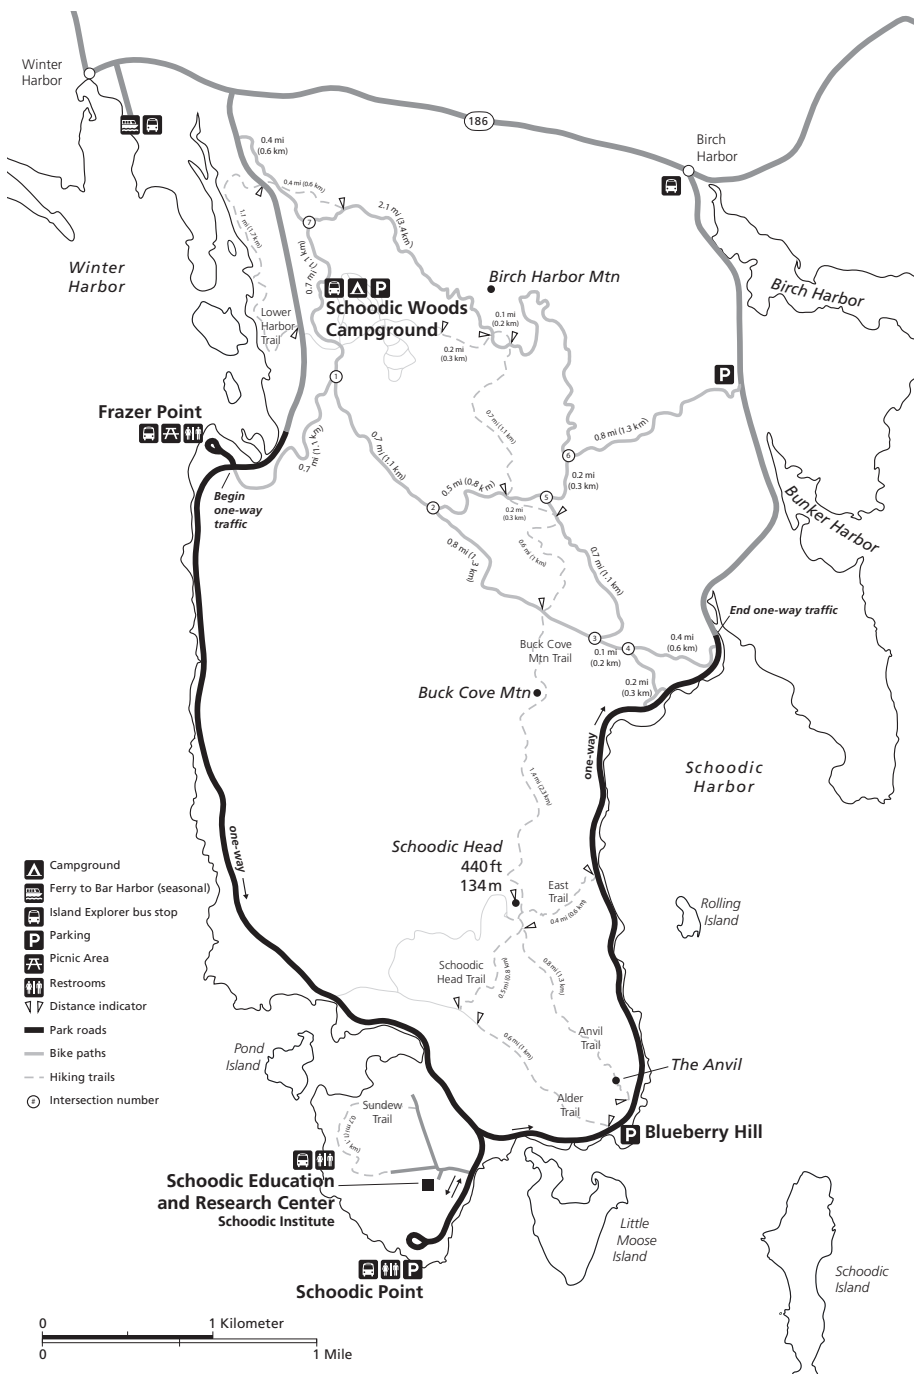 Winter
Harbor
186
Birch
Harbor
0.4 mi
(0.6 km)
0.4 mi (0.6 km)
2.1 mi (3.4 km)
7
1.1 mi (1.7 km)
0.7 mi (1.1 km)
Winter
Harbor
Birch Harbor Mtn
Birch Harbor
P
Schoodic Woods
Campground
0.1 mi
(0.2 km)
0.2 mi
(0.3 km)
Lower
Harbor
Trail
1
P
Frazer Point
0.7 mi (1.1 km)
0.7 mi (1.1 km)
0.7 mi (1.1 km)
0.8 mi (1.3 km)
6
0.2 mi
(0.3 km)
0.5 mi (0.8 km)
5
2
0.2 mi
(0.3 km)
Begin
one-way
traffic
Bunker Harbor
0.8 mi (1.3 km)
0.6 mi (1 km)
0.7 mi (1.1 km)
End one-way traffic
3
4
0.4 mi
(0.6 km)
0.1 mi
(0.2 km)
Buck Cove
Mtn Trail
0.2 mi
(0.3 km)
Buck Cove Mtn
one-way
Schoodic
Harbor
1.4 mi (2.3 km)
one-way
Schoodic Head
440 ft
134 m
East
Trail
0.4 mi (0.6 km)
Rolling
Island
Campground
Ferry to Bar Harbor (seasonal)
Island Explorer bus stop
P
Parking
Picnic Area
Restrooms
Distance indicator
Park roads
Bike paths
Hiking trails
#
Intersection number
Schoodic
Head Trail
0.5 mi (0.8 km)
0.8 mi (1.3 km)
Anvil
Trail
0.6 mi (1 km)
Pond
Island
The Anvil
Alder
Trail
Sundew
Trail
0.7 mi (1.1 km)
P
Blueberry Hill
Schoodic Education
and Research Center
Schoodic Institute
Little
Moose
Island
P
Schoodic Point
Schoodic
Island
0
1 Kilometer
0
1 Mile